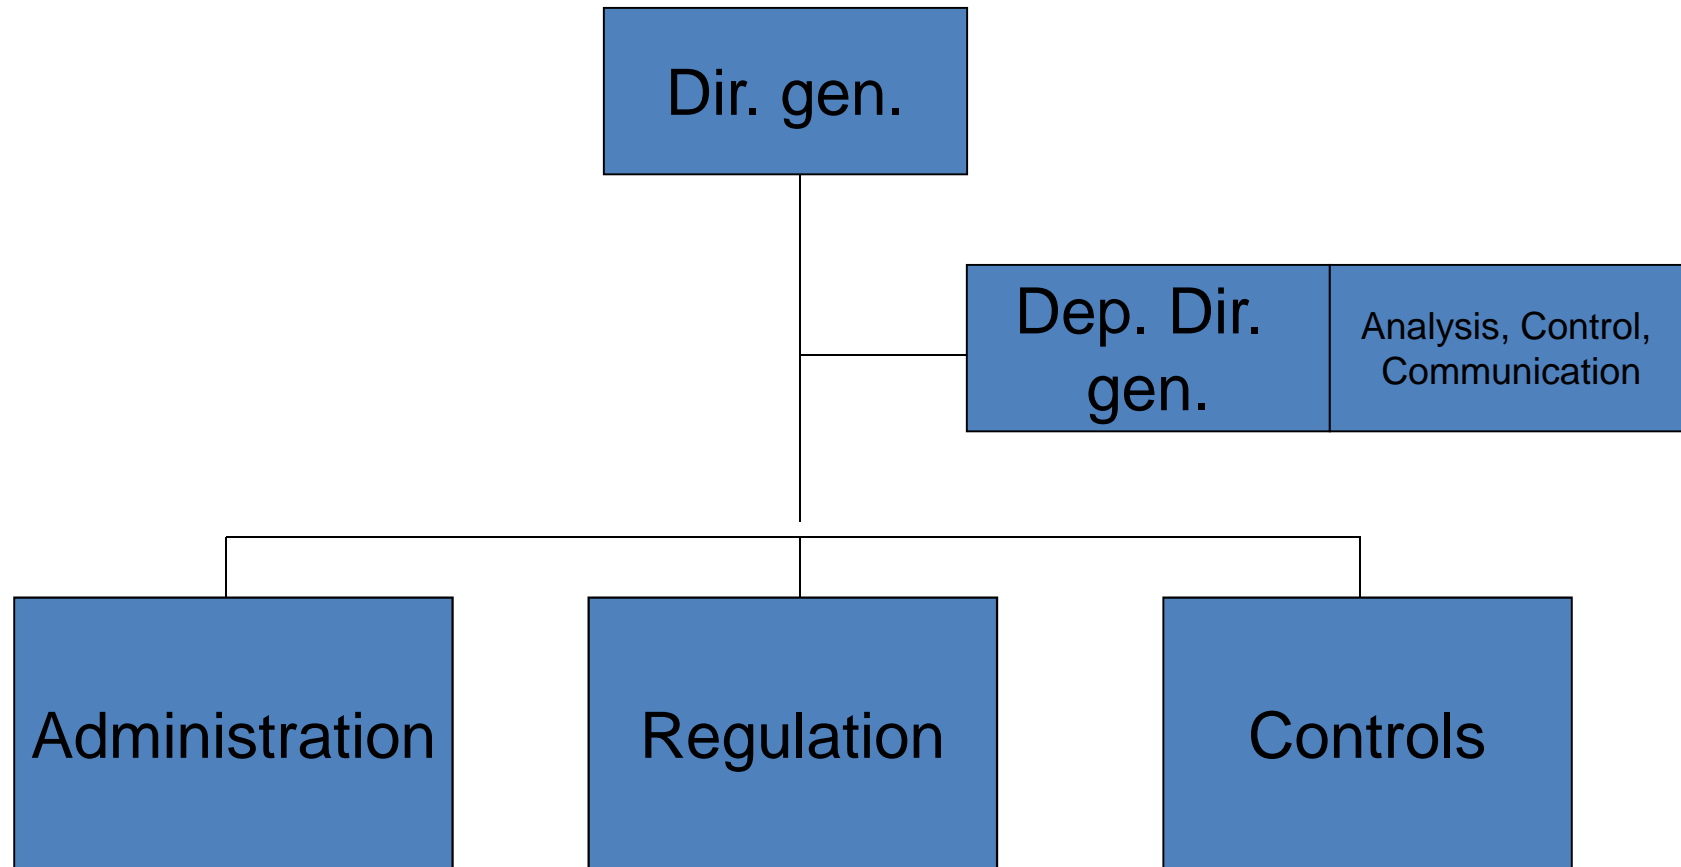 Dir. gen.
Dep. Dir.
gen.
Analysis, Control,
Communication
Administration
Regulation
Controls